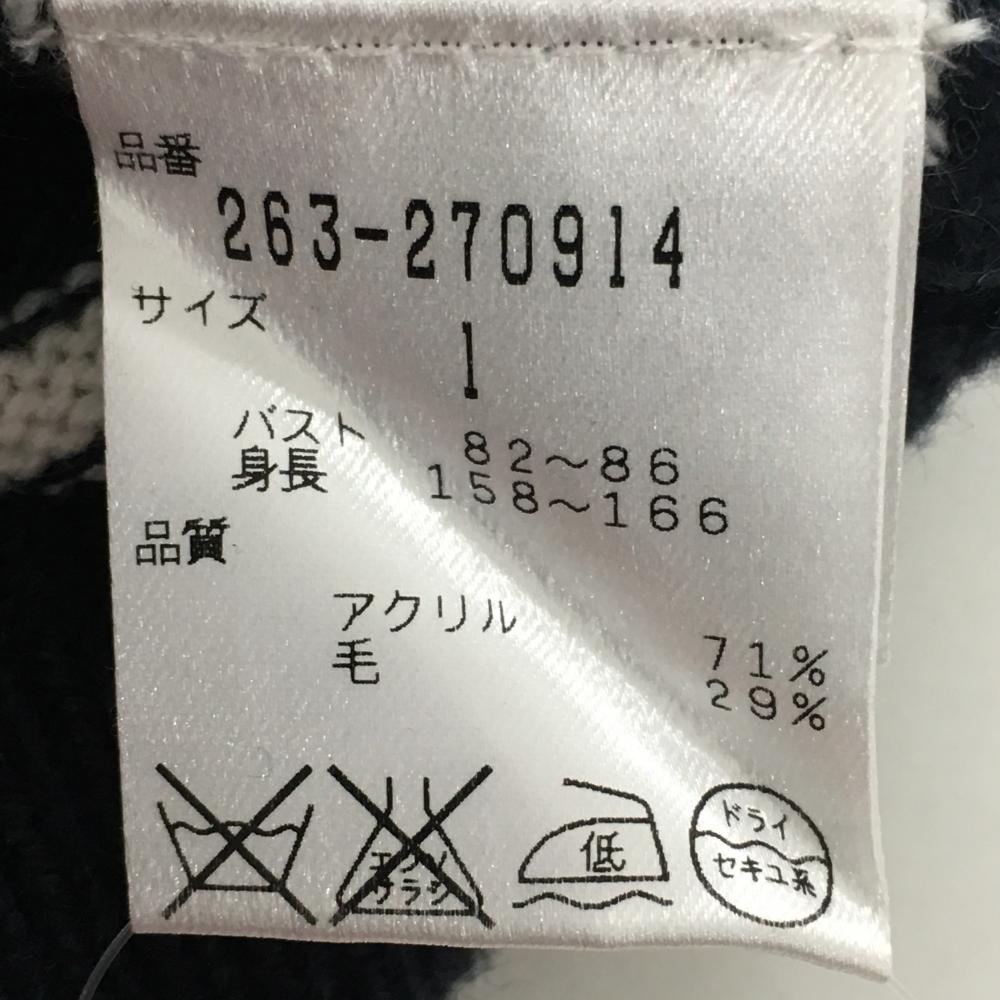 品番
263-270914
サイズ
1
バスト 82～86
身長 158～166
品質
アクリル 71%
毛 29%
エンソ
サラシ
低
ドライ
セキユ系